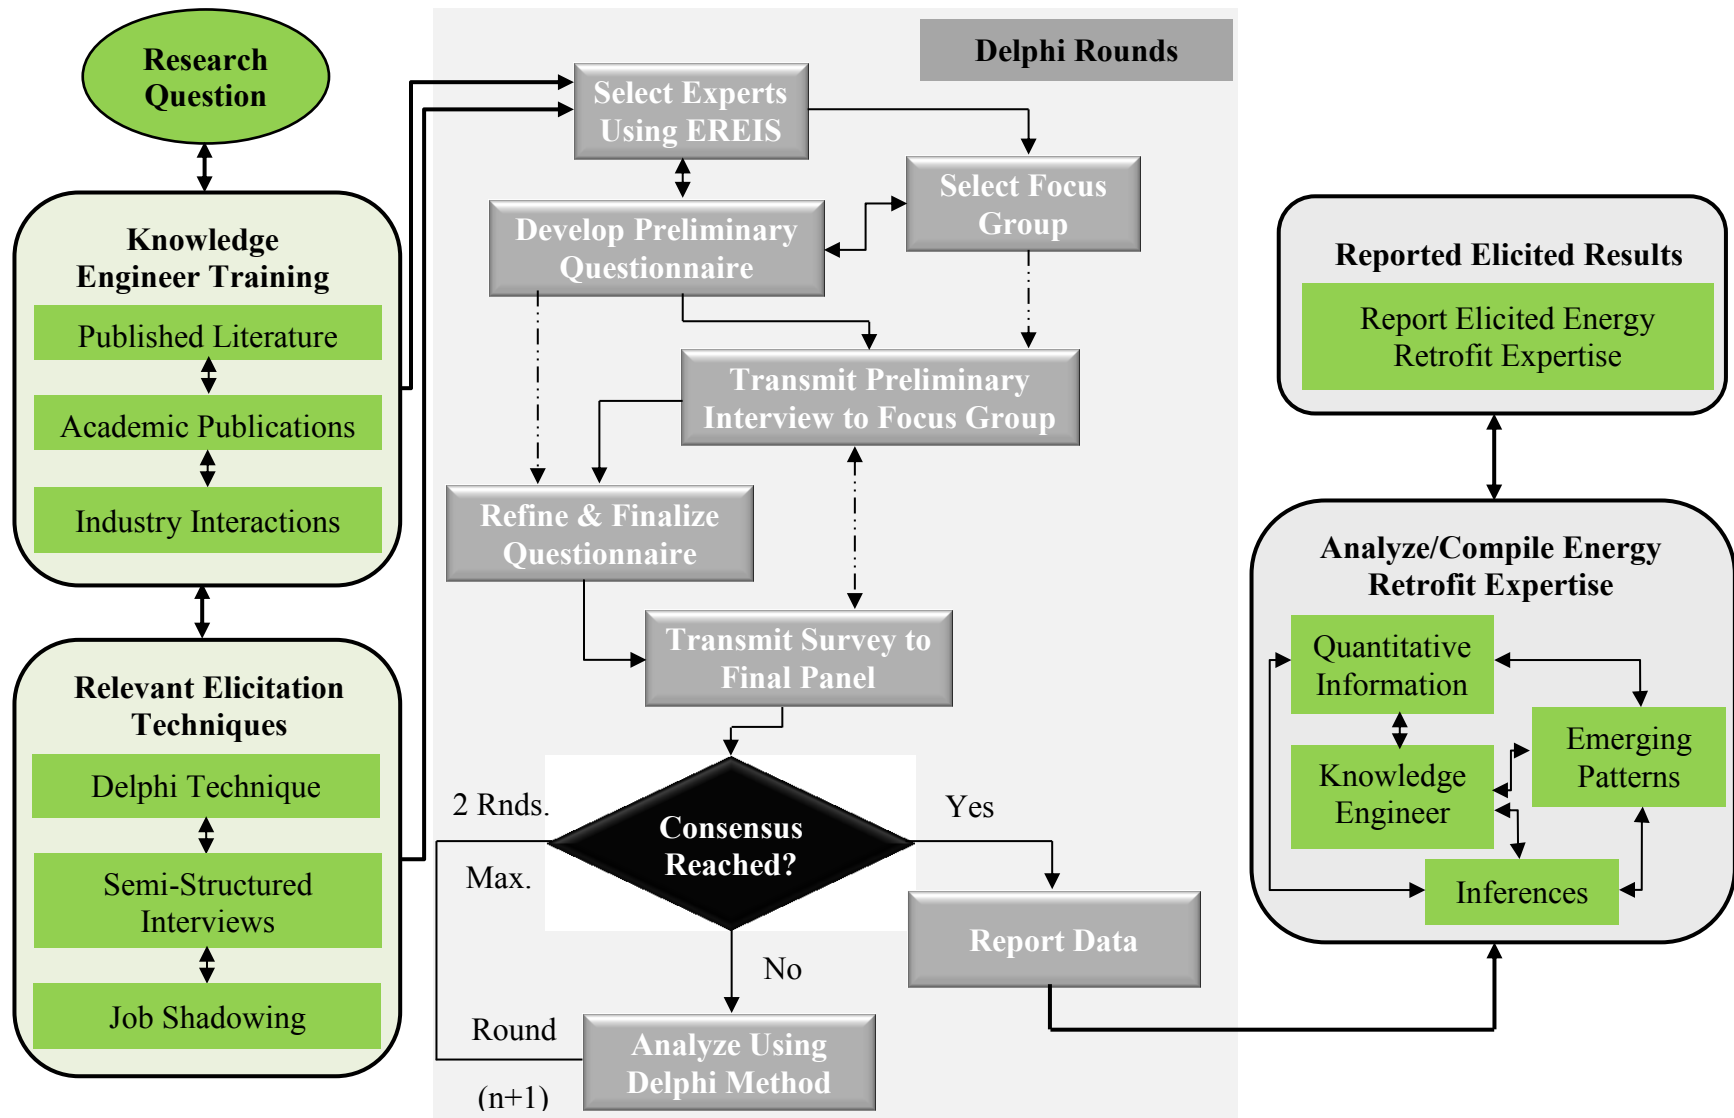 Research
Question
Knowledge
Engineer Training
Published Literature
Academic Publications
Industry Interactions
Relevant Elicitation
Techniques
Delphi Technique
Semi-Structured
Interviews
Job Shadowing
Delphi Rounds
Select Experts
Using EREIS
Select Focus
Group
Develop Preliminary
Questionnaire
Transmit Preliminary
Interview to Focus Group
Refine & Finalize
Questionnaire
Transmit Survey to
Final Panel
2 Rnds.
Max.
Consensus
Reached?
Yes
No
Report Data
Round
(n+1)
Analyze Using
Delphi Method
Reported Elicited Results
Report Elicited Energy
Retrofit Expertise
Analyze/Compile Energy
Retrofit Expertise
Quantitative
Information
Emerging
Patterns
Knowledge
Engineer
Inferences